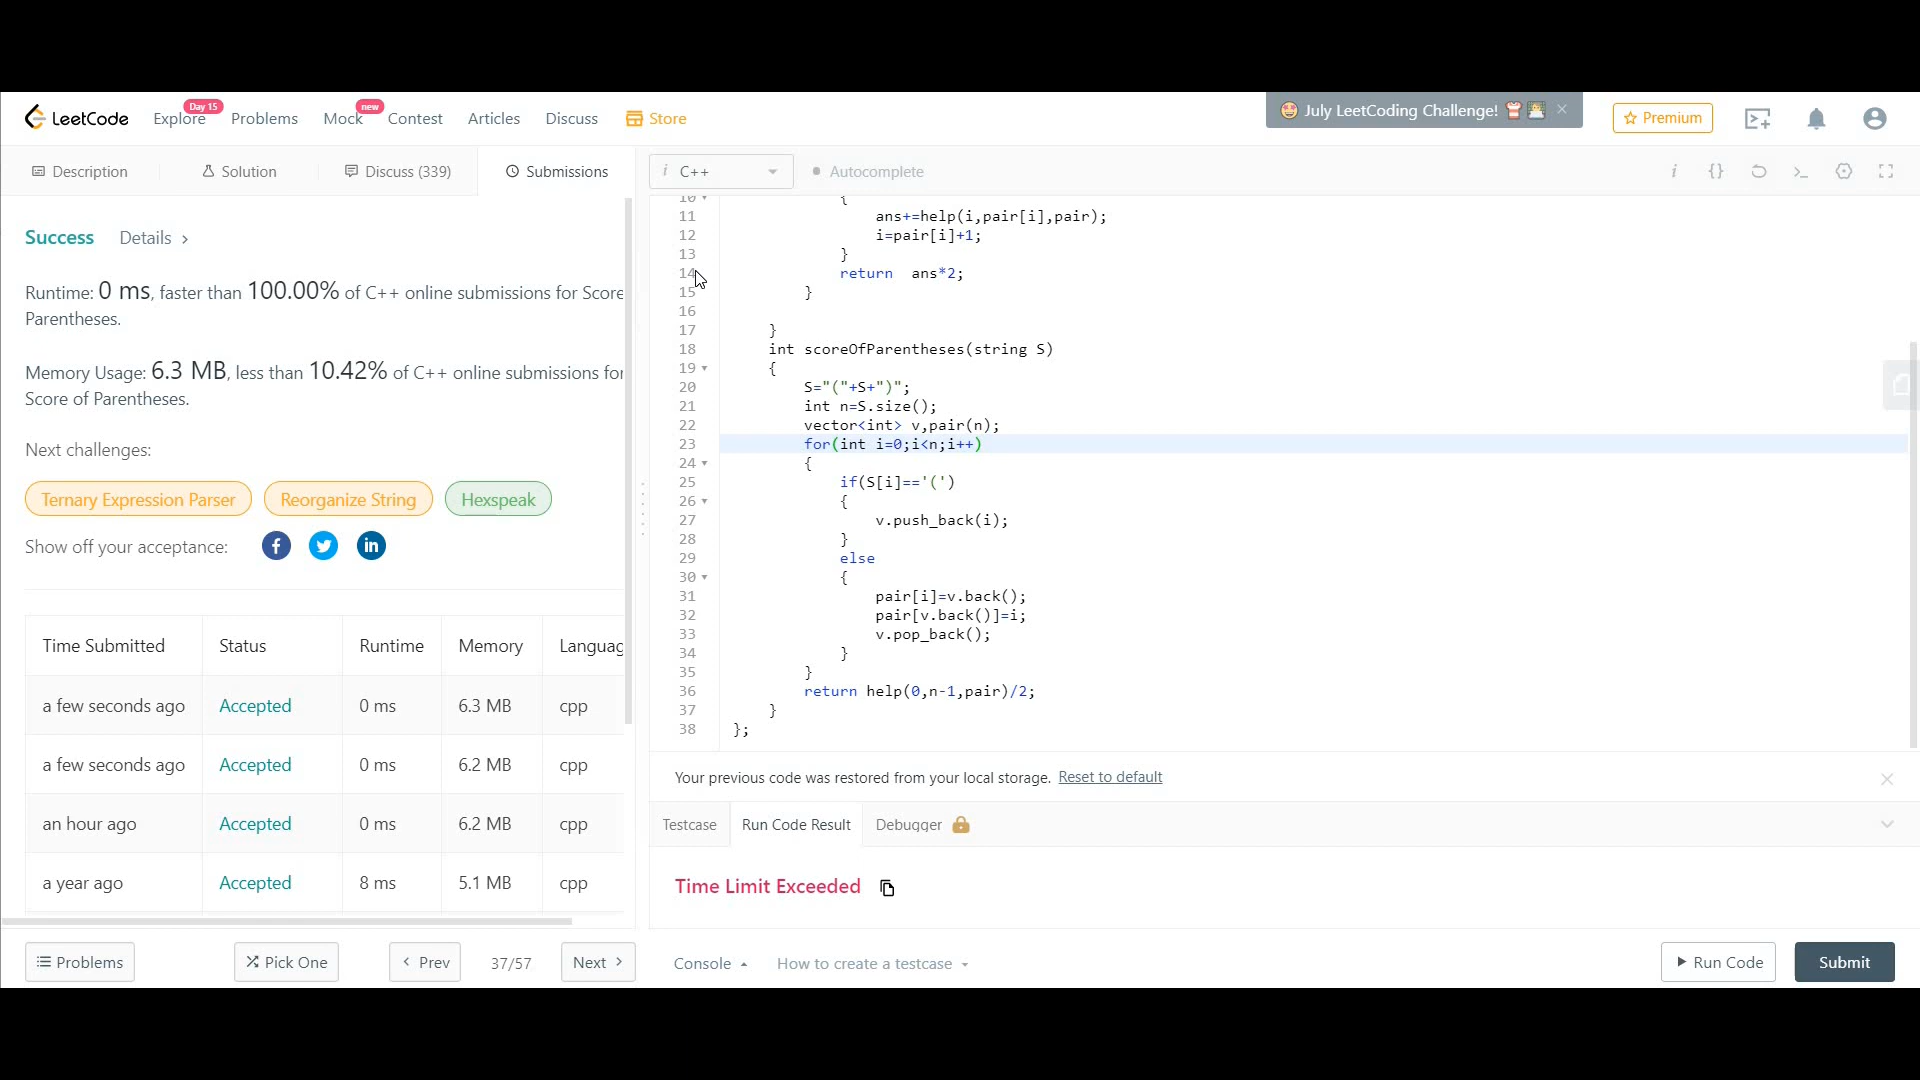 LeetCode
Explore
Day 15
Problems
Mock
new
Contest
Articles
Discuss
Store
July LeetCoding Challenge!
Premium
Description
Solution
Discuss (339)
Submissions
i C++
Autocomplete
Success Details >
Runtime: 0 ms, faster than 100.00% of C++ online submissions for Score
Parentheses.
Memory Usage: 6.3 MB, less than 10.42% of C++ online submissions for
Score of Parentheses.
Next challenges:
Ternary Expression Parser
Reorganize String
Hexspeak
Show off your acceptance:
Time Submitted Status Runtime Memory Languag
a few seconds ago Accepted 0 ms 6.3 MB cpp
a few seconds ago Accepted 0 ms 6.2 MB cpp
an hour ago Accepted 0 ms 6.2 MB cpp
a year ago Accepted 8 ms 5.1 MB cpp
Problems
Pick One
< Prev
37/57
Next >
10 {
11 ans+=help(i,pair[i],pair);
12 i=pair[i]+1;
13 }
14 return ans*2;
15 }
16
17 }
18 int scoreOfParentheses(string S)
19 {
20 S="("+S+")";
21 int n=S.size();
22 vector<int> v,pair(n);
23 for(int i=0;i<n;i++)
24 {
25 if(S[i]=='(')
26 {
27 v.push_back(i);
28 }
29 else
30 {
31 pair[i]=v.back();
32 pair[v.back()]=i;
33 v.pop_back();
34 }
35 }
36 return help(0,n-1,pair)/2;
37 }
38 };
Your previous code was restored from your local storage. Reset to default
Testcase
Run Code Result
Debugger
Time Limit Exceeded
Console
How to create a testcase
Run Code
Submit